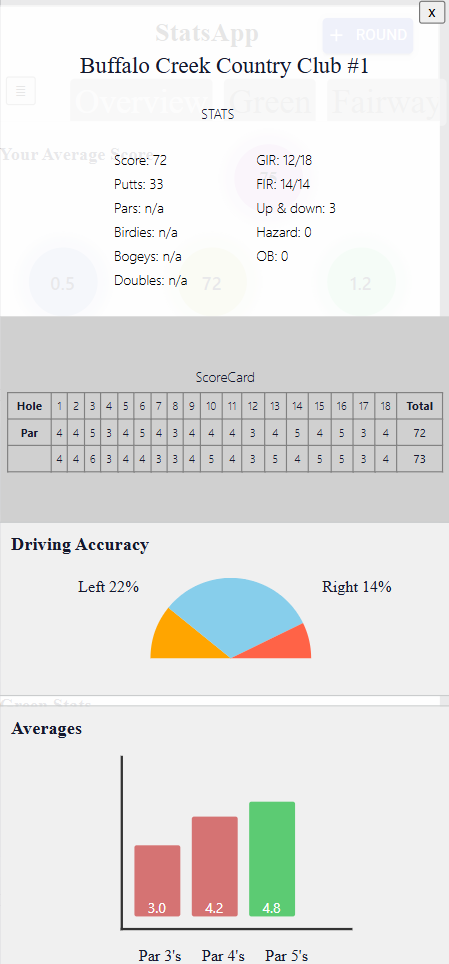 x
StatsApp
+ ROUND
Buffalo Creek Country Club #1
☰
Overview Green Fairway
STATS
Your Average Score
75
Score: 72 GIR: 12/18
Putts: 33 FIR: 14/14
Pars: n/a Up & down: 3
Birdies: n/a Hazard: 0
Bogeys: n/a OB: 0
Doubles: n/a
0.5 72 1.2
ScoreCard
Hole 1 2 3 4 5 6 7 8 9 10 11 12 13 14 15 16 17 18 Total
Par 4 4 5 3 4 5 4 3 4 4 4 3 4 5 4 5 3 4 72
4 4 6 3 4 4 3 3 4 5 4 3 5 4 5 5 3 4 73
Driving Accuracy
Left 22% Right 14%
Green Stats
Averages
3.0 4.2 4.8
Par 3's Par 4's Par 5's